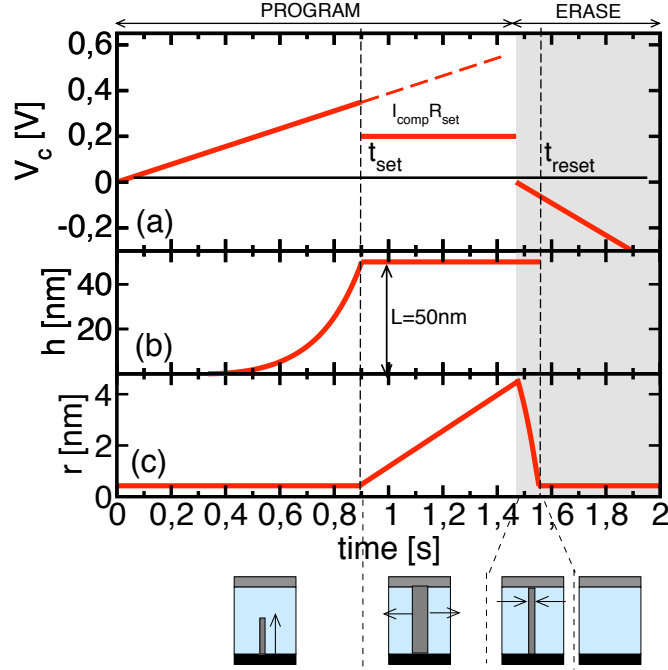 PROGRAM ERASE
0,6
0,4
0,2
0
-0,2
V_c [V]
I_comp R_set
t_set
t_reset
(a)
40
20
h [nm]
L=50nm
(b)
4
2
0
r [nm]
(c)
0 0,2 0,4 0,6 0,8 1 1,2 1,4 1,6 1,8 2
time [s]